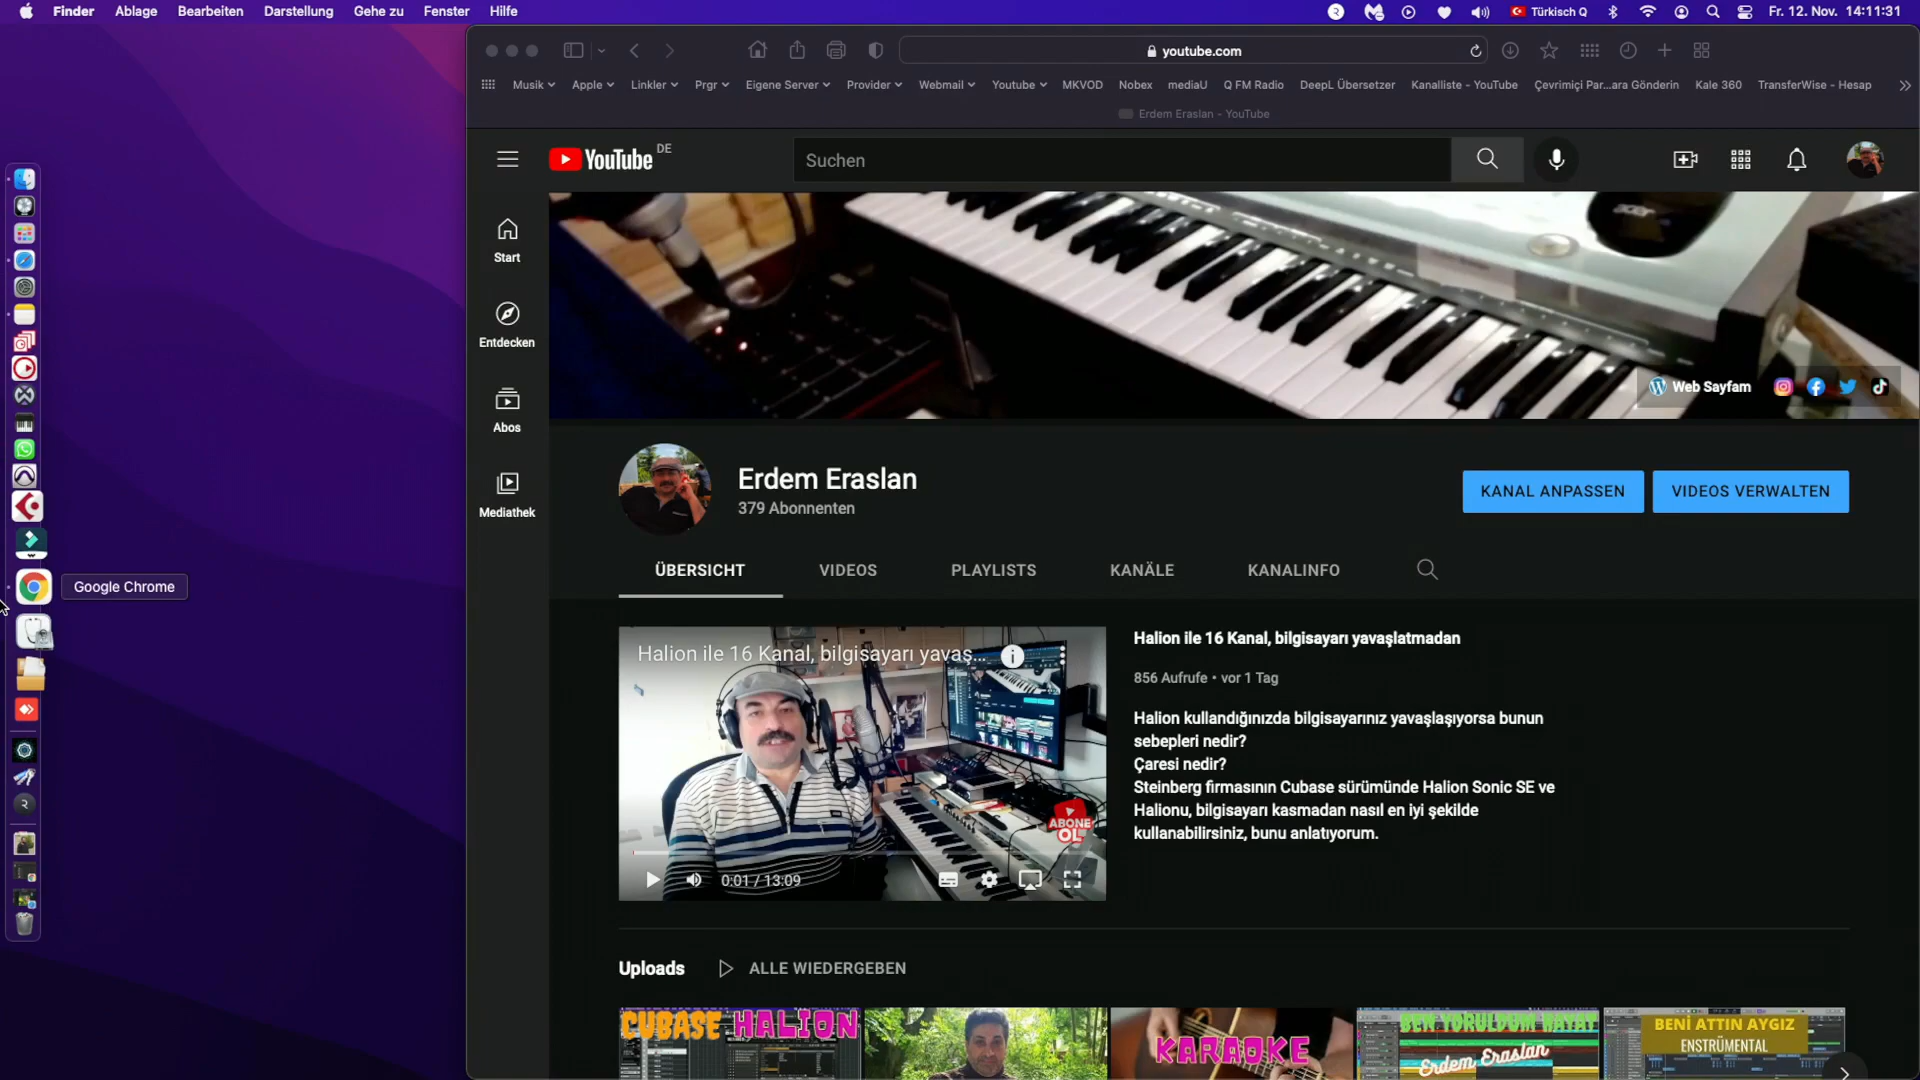 Finder Ablage Bearbeiten Darstellung Gehe zu Fenster Hilfe
Türkisch Q
Fr. 12. Nov. 14:11:31
youtube.com
Musik Apple Linkler Prgr Eigene Server Provider Webmail Youtube MKVOD Nobex mediaU Q FM Radio DeepL Übersetzer Kanalliste - YouTube Çevrimiçi Par...ara Gönderin Kale 360 TransferWise - Hesap
Erdem Eraslan - YouTube
YouTube DE
Suchen
Start
Entdecken
Abos
Mediathek
Google Chrome
acer
Web Sayfam
Erdem Eraslan
379 Abonnenten
KANAL ANPASSEN
VIDEOS VERWALTEN
ÜBERSICHT VIDEOS PLAYLISTS KANÄLE KANALINFO
Halion ile 16 Kanal, bilgisayarı yavaş...
ABONE
OL
0:01 / 13:09
Halion ile 16 Kanal, bilgisayarı yavaşlatmadan
856 Aufrufe • vor 1 Tag
Halion kullandığınızda bilgisayarınız yavaşlaşıyorsa bunun
sebepleri nedir?
Çaresi nedir?
Steinberg firmasının Cubase sürümünde Halion Sonic SE ve
Halionu, bilgisayarı kasmadan nasıl en iyi şekilde
kullanabilirsiniz, bunu anlatıyorum.
Uploads ALLE WIEDERGEBEN
CUBASE HALION
KARAOKE
BEN YORULDUM HAYAT
Erdem Eraslan
BENİ ATTIN AYGIZ
ENSTRÜMENTAL